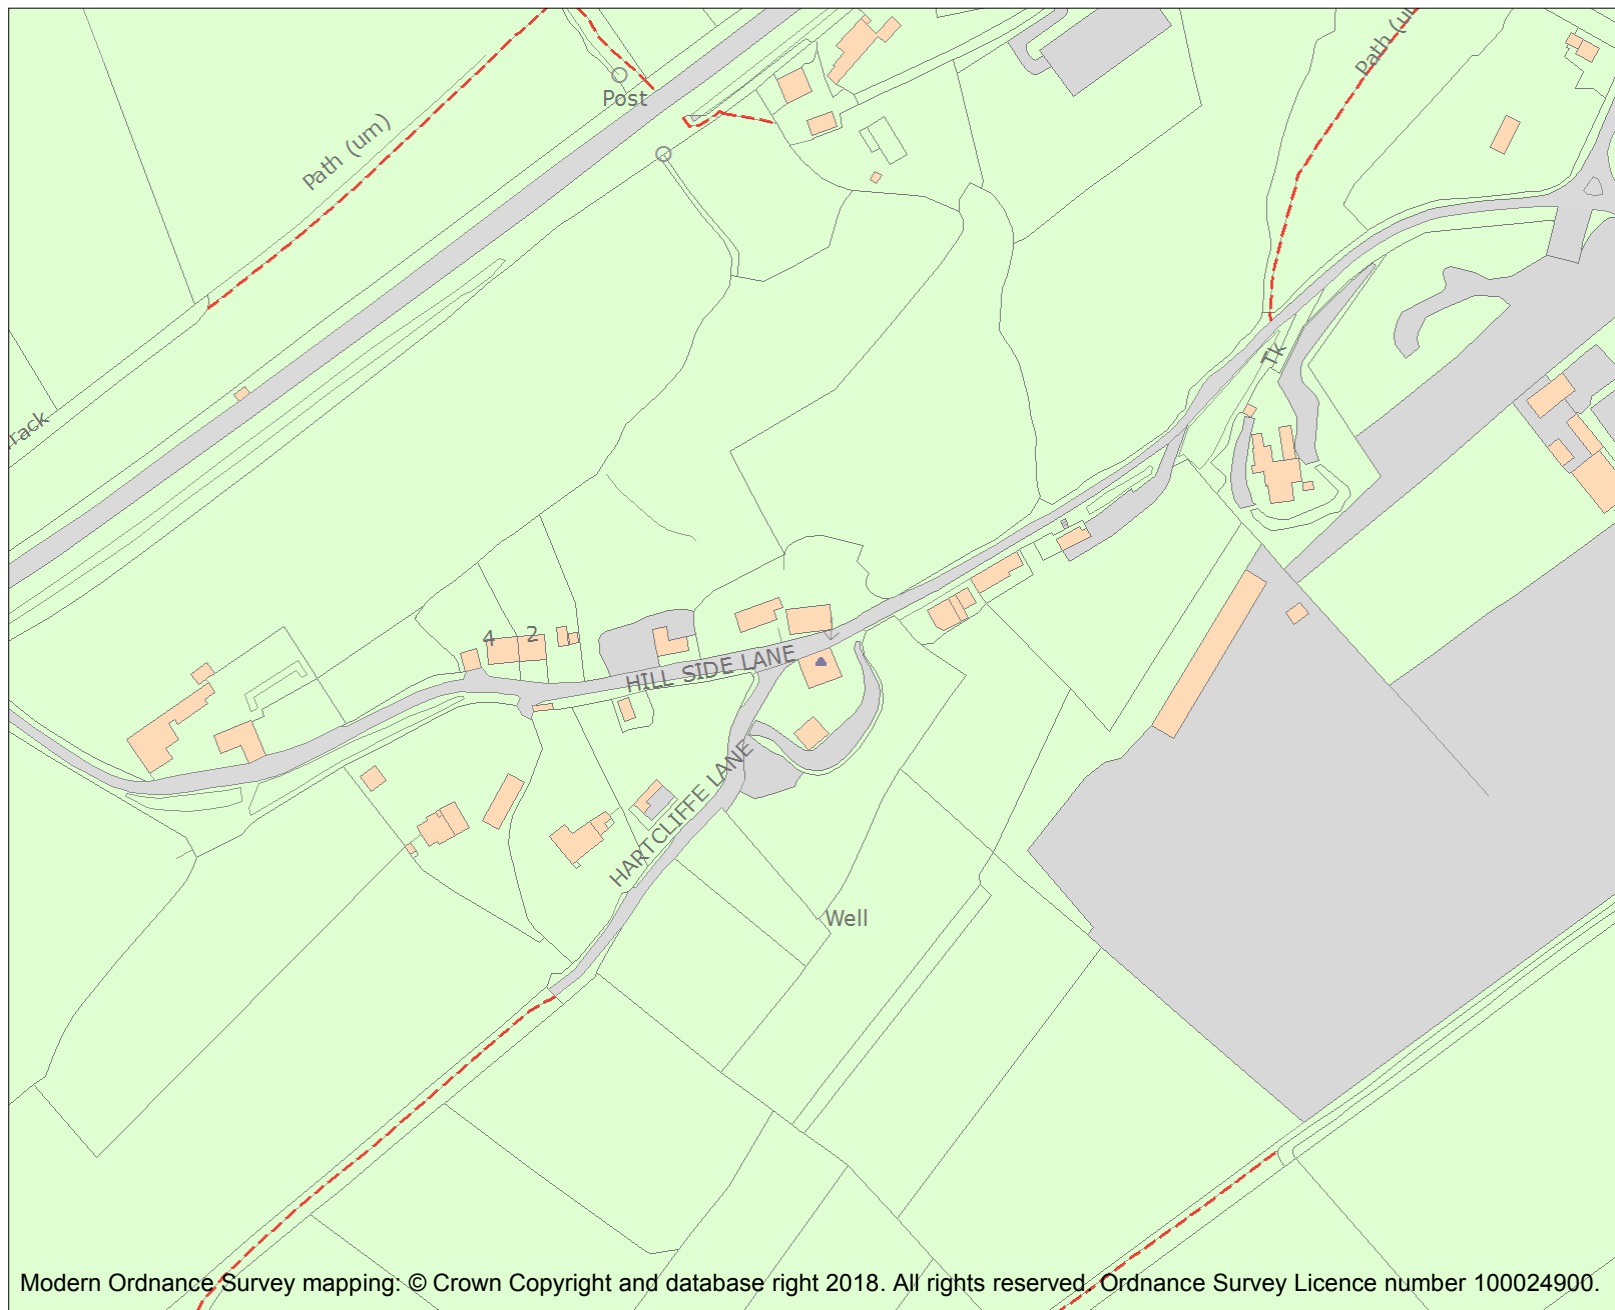 Path (u
Post
Path (um)
Tk
rack
4
2
HILL SIDE LANE
HARTCLIFFE LANE
Well
Modern Ordnance Survey mapping: © Crown Copyright and database right 2018. All rights reserved. Ordnance Survey Licence number 100024900.